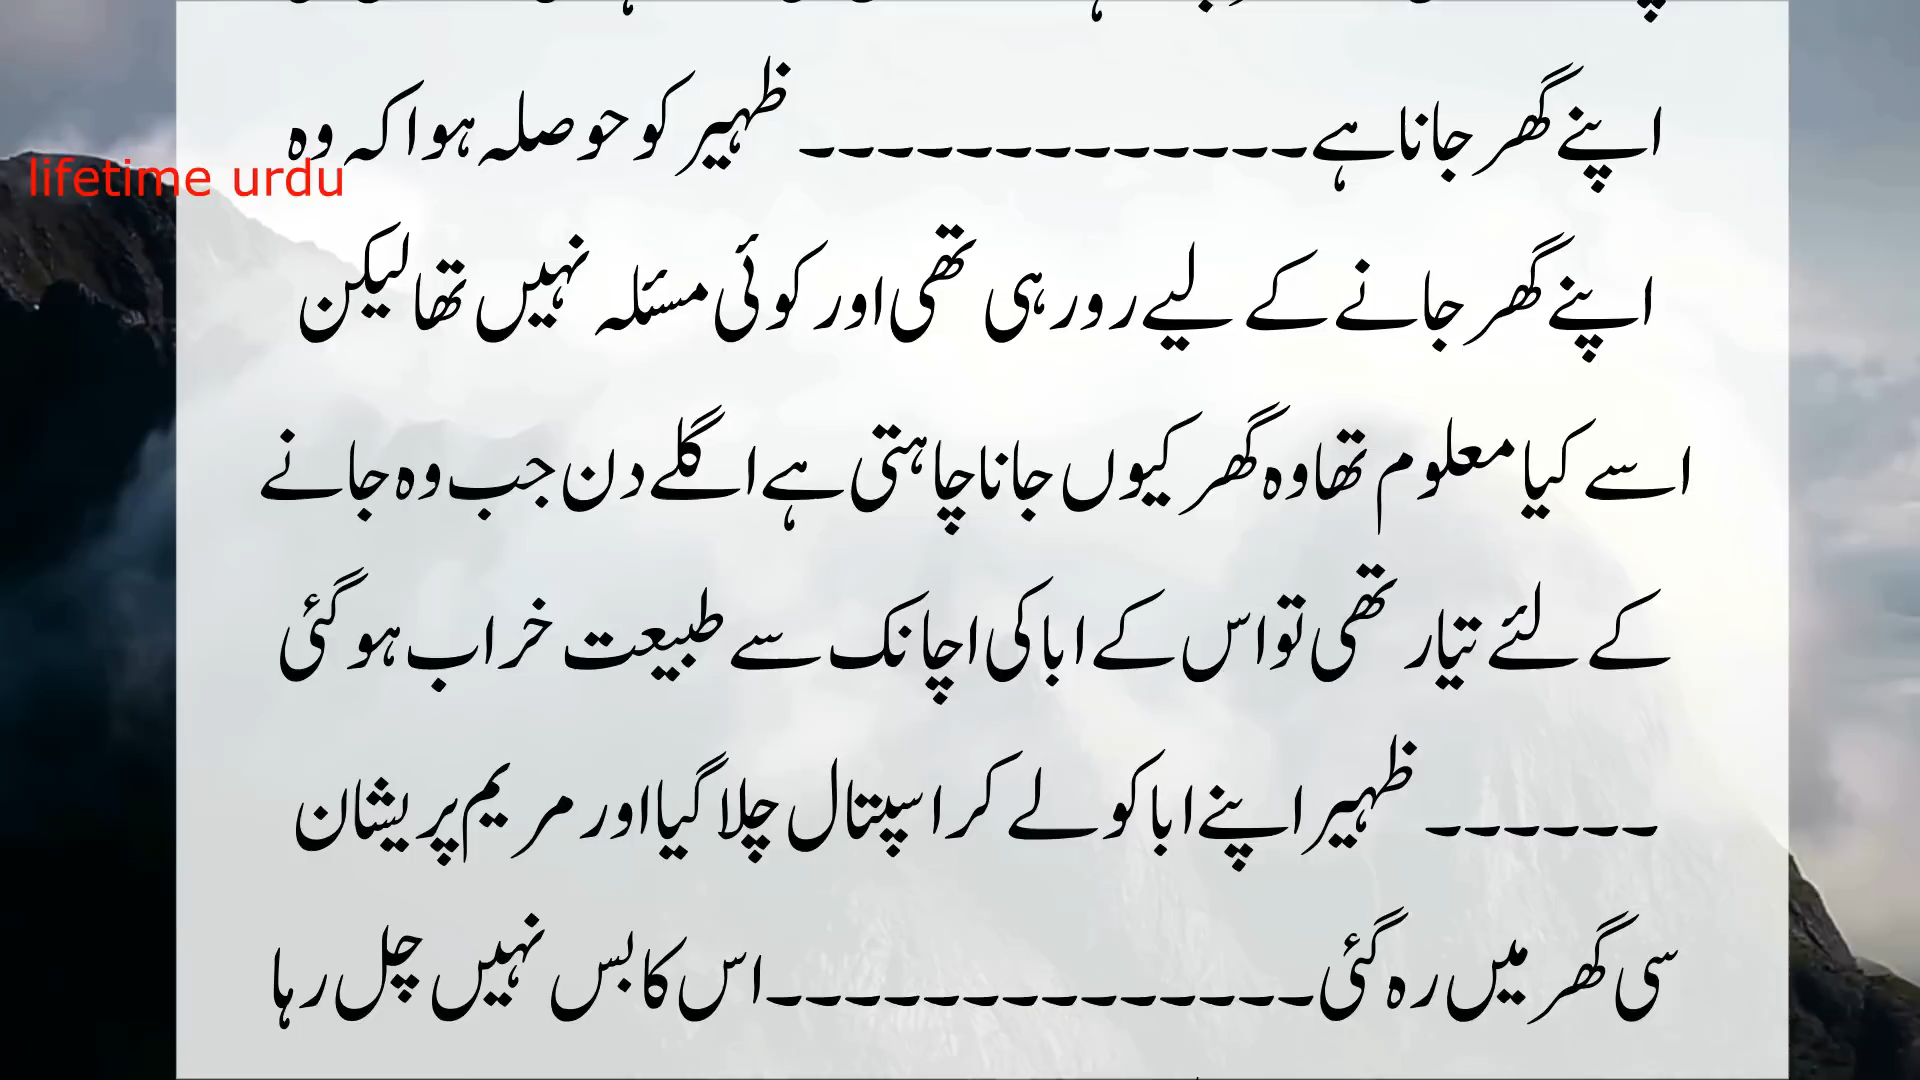 اپنے گھر جانا ہے۔۔۔۔۔۔۔۔۔۔۔۔۔ ظہیر کو حوصلہ ہوا کہ وہ
lifetime urdu
اپنے گھر جانے کے لیے رو رہی تھی اور کوئی مسئلہ نہیں تھا لیکن
اسے کیا معلوم تھا وہ گھر کیوں جانا چاہتی ہے اگلے دن جب وہ جانے
کے لئے تیار تھی تو اس کے ابا کی اچانک سے طبیعت خراب ہو گئی
۔۔۔۔۔۔ ظہیر اپنے ابا کو لے کر اسپتال چلا گیا اور مریم پریشان
سی گھر میں رہ گئی۔۔۔۔۔۔۔۔۔۔۔۔۔۔اس کا بس نہیں چل رہا